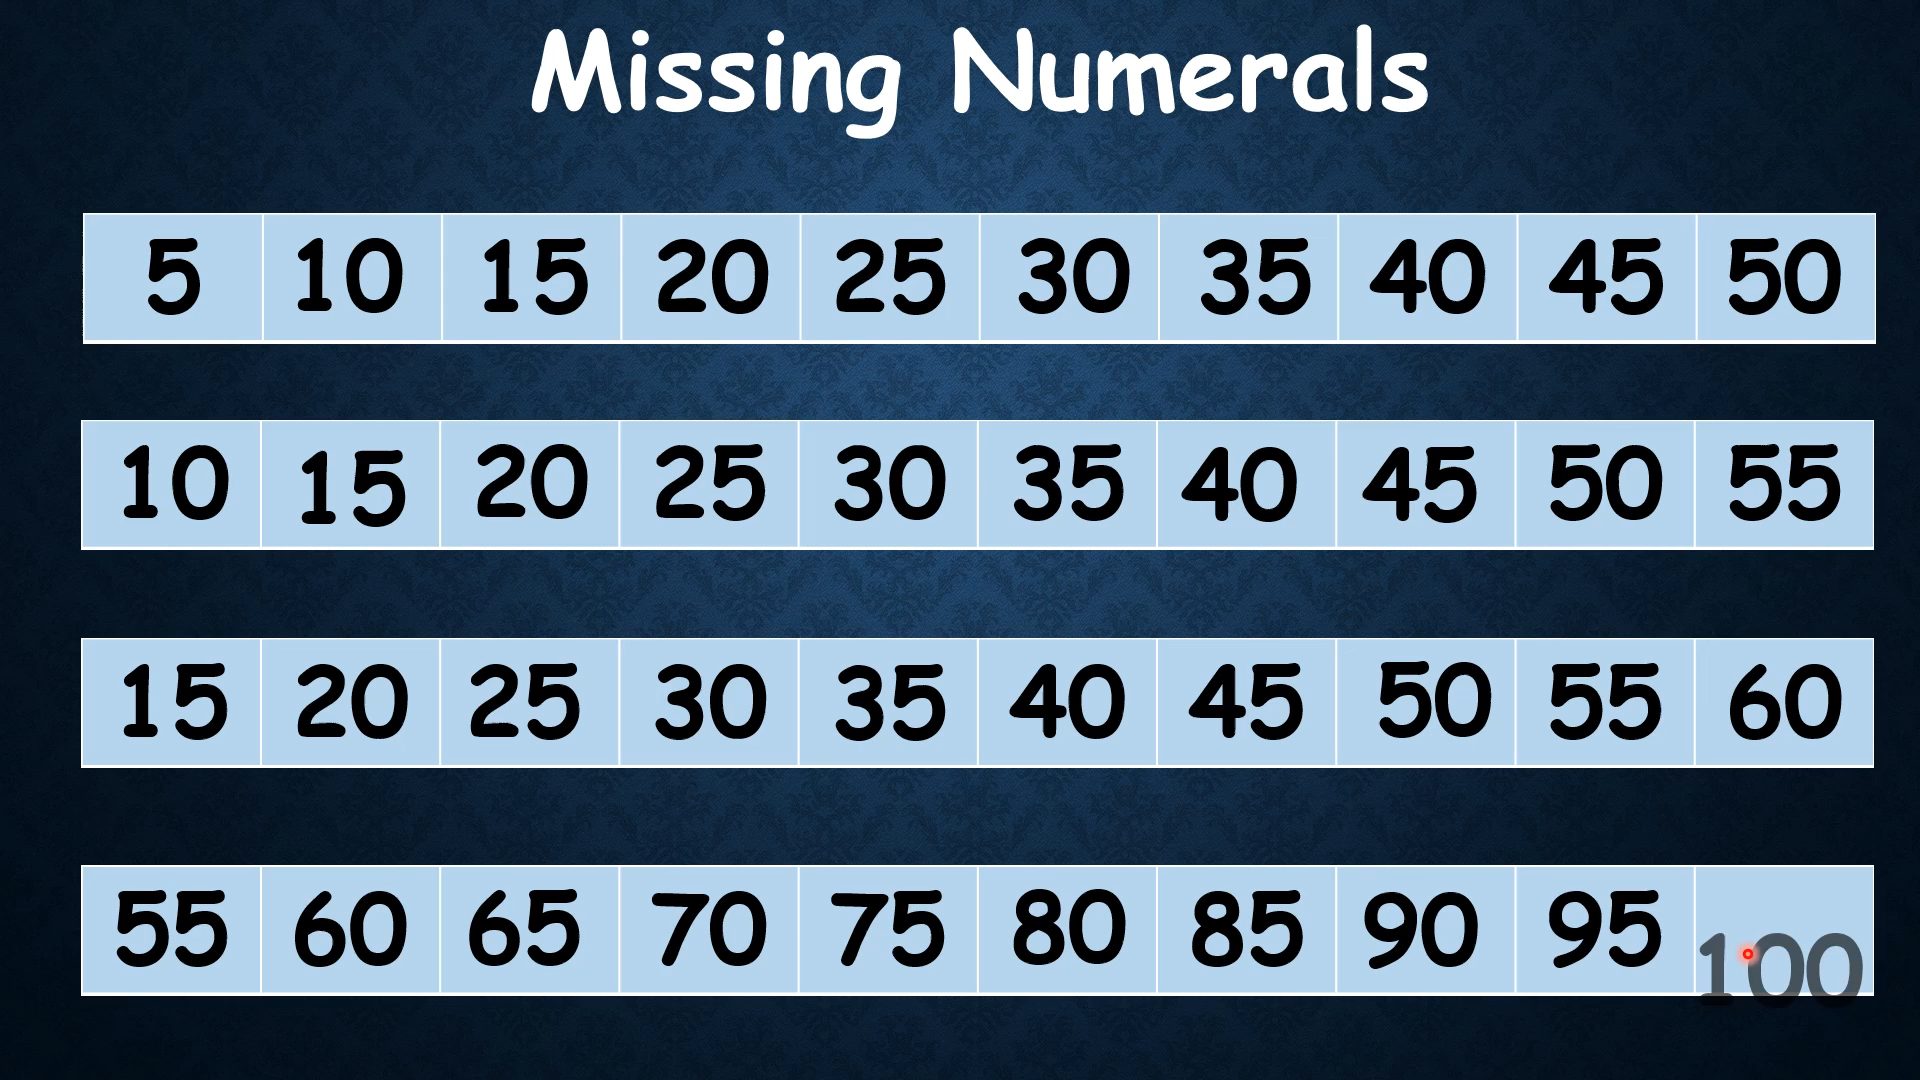 Missing Numerals
5 10 15 20 25 30 35 40 45 50
10 15 20 25 30 35 40 45 50 55
15 20 25 30 35 40 45 50 55 60
55 60 65 70 75 80 85 90 95 100